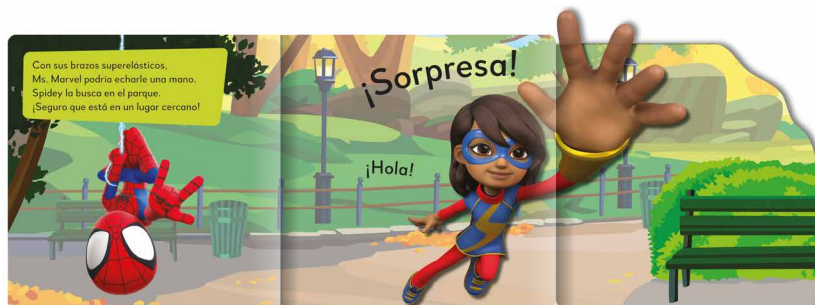 Con sus brazos superelásticos,
Ms. Marvel podría echarle una mano.
Spidey la busca en el parque.
¡Seguro que está en un lugar cercano!
¡Sorpresa!
¡Hola!